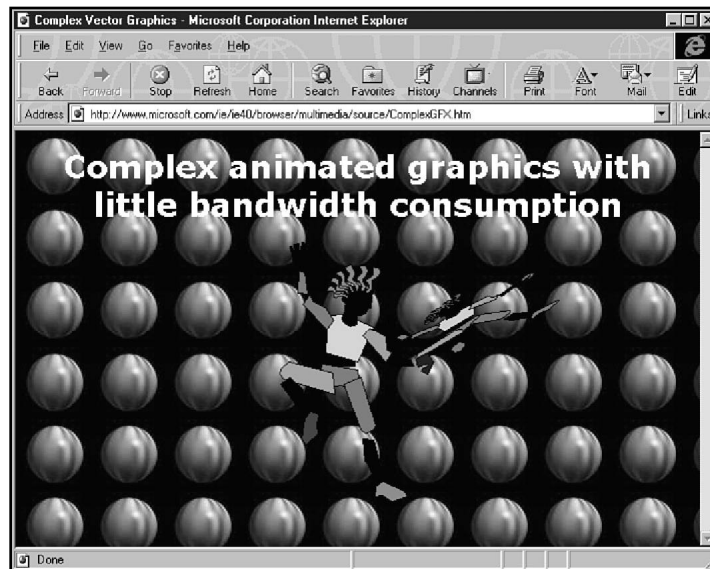 Complex Vector Graphics - Microsoft Corporation Internet Explorer
File Edit View Go Favorites Help
Back Forward Stop Refresh Home Search Favorites History Channels Print Font Mail Edit
Address http://www.microsoft.com/ie/ie40/browser/multimedia/source/ComplexGFX.htm Links
Complex animated graphics with
little bandwidth consumption
Done